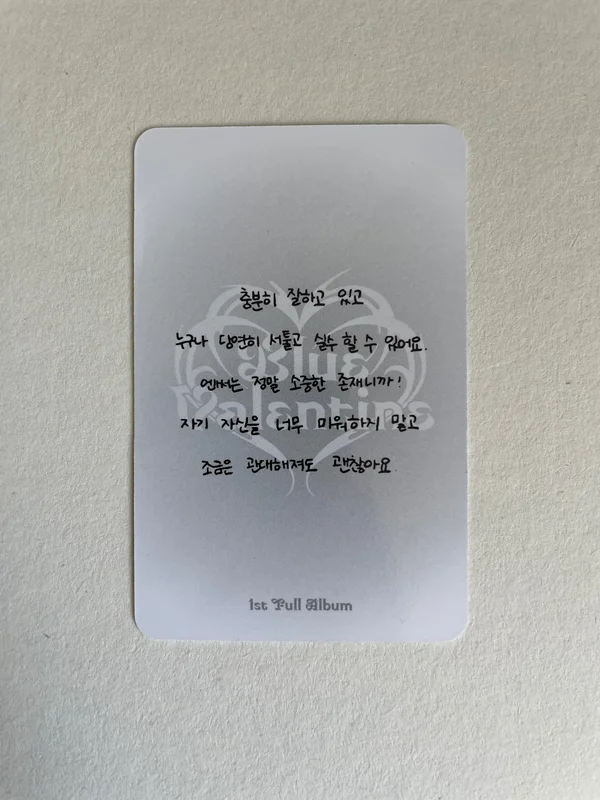 충분히 잘하고 있고
누구나 당연히 서툴고 실수 할 수 있어요.
엔써는 정말 소중한 존재니까!
자기 자신을 너무 미워하지 말고
조금은 관대해져도 괜찮아요.
Blue
Valentine
1st Full Album